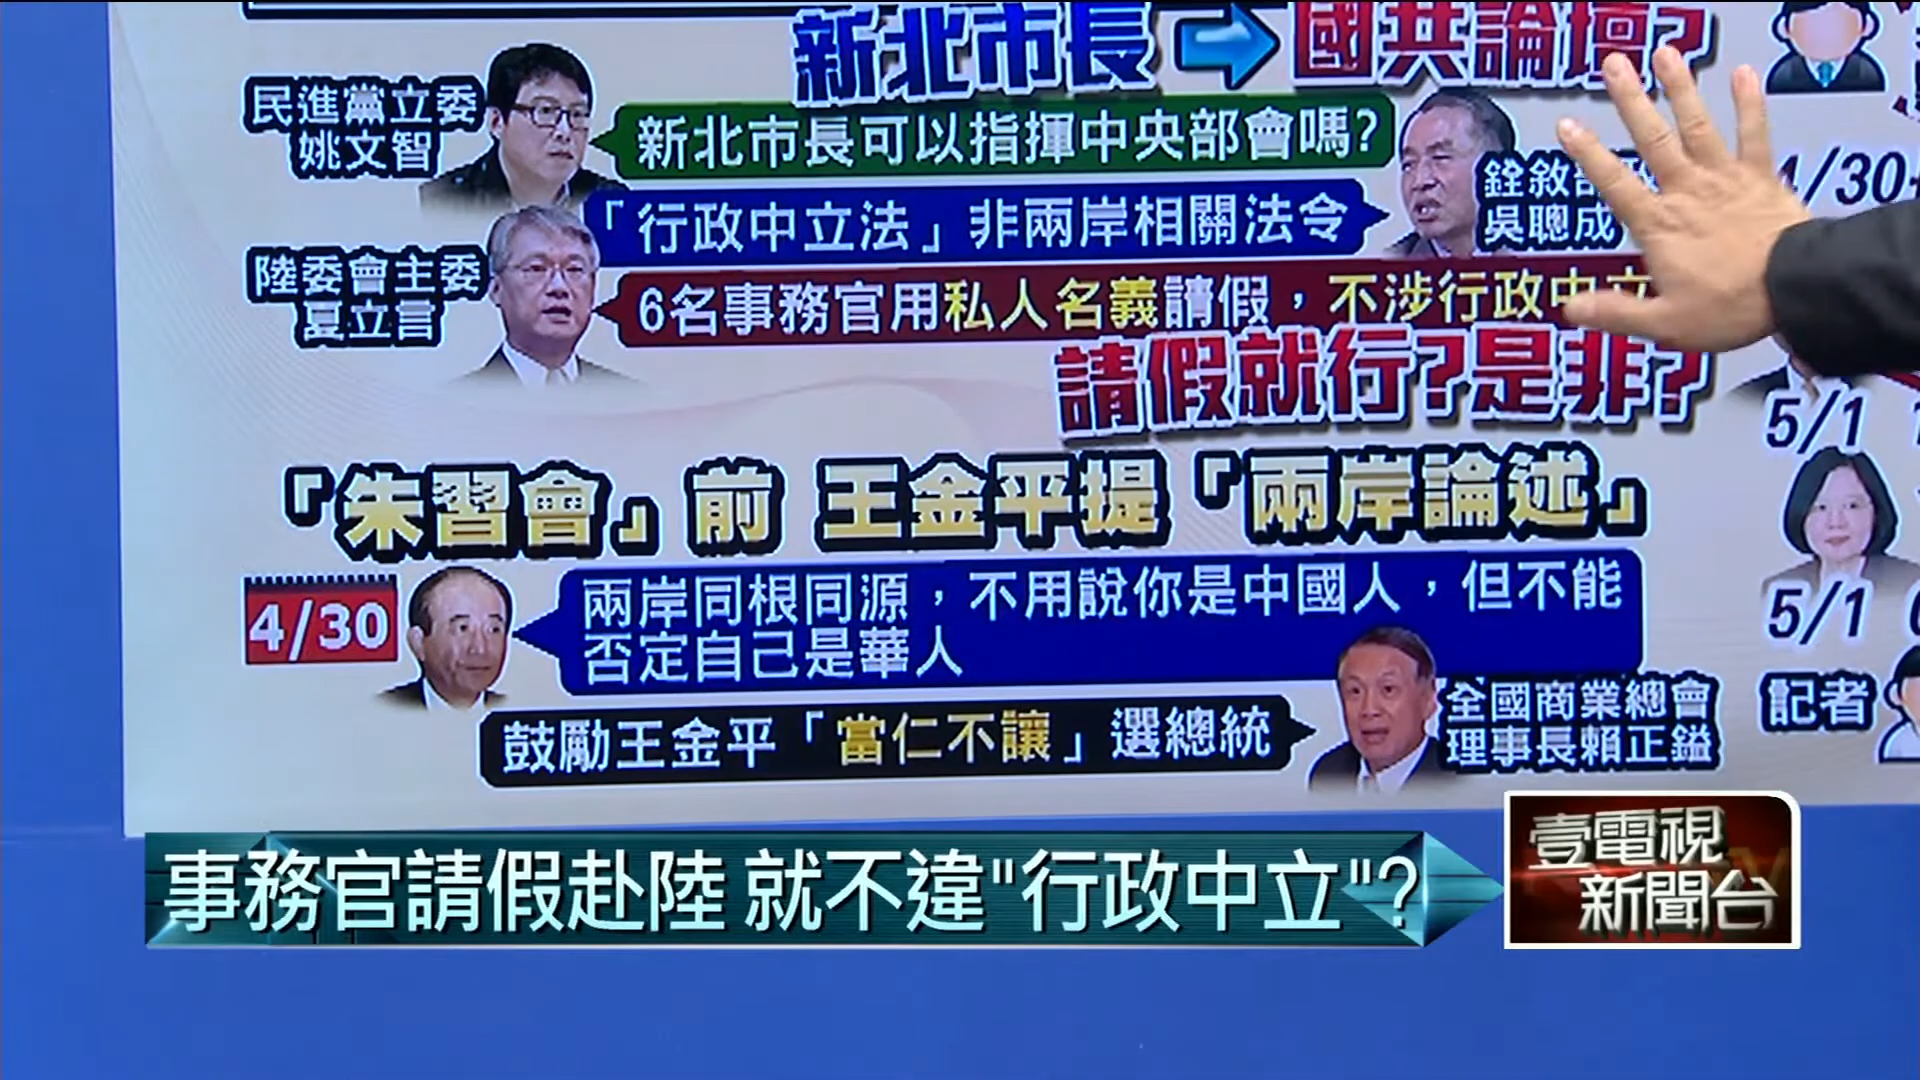 新北市長→國共論壇?
民進黨立委
姚文智
新北市長可以指揮中央部會嗎?
銓敘部政
吳聰成
4/30
「行政中立法」非兩岸相關法令
陸委會主委
夏立言
6名事務官用私人名義請假，不涉行政中立
請假就行?是非?
5/1
「朱習會」前 王金平提「兩岸論述」
4/30
兩岸同根同源，不用說你是中國人，但不能
否定自己是華人
5/1
鼓勵王金平「當仁不讓」選總統
全國商業總會
理事長賴正鎰
記者
事務官請假赴陸 就不違"行政中立"?
壹電視
新聞台